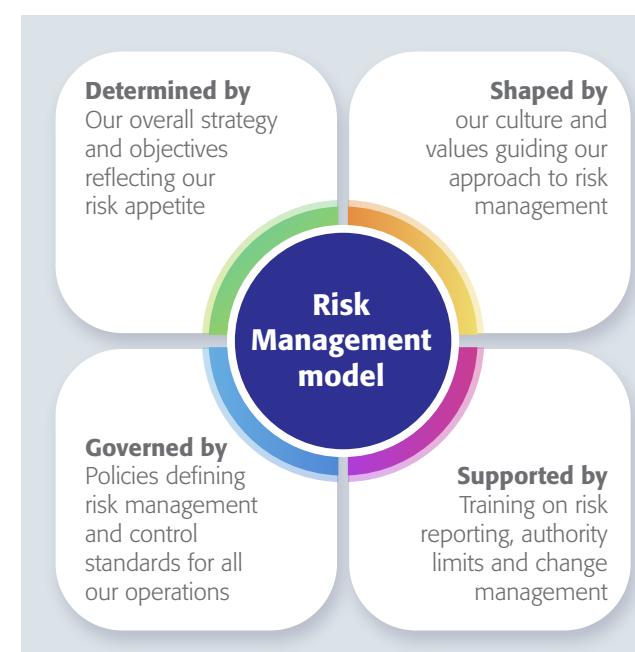 Determined by
Our overall strategy
and objectives
reflecting our
risk appetite
Shaped by
our culture and
values guiding our
approach to risk
management
Risk
Management
model
Governed by
Policies defining
risk management
and control
standards for all
our operations
Supported by
Training on risk
reporting, authority
limits and change
management